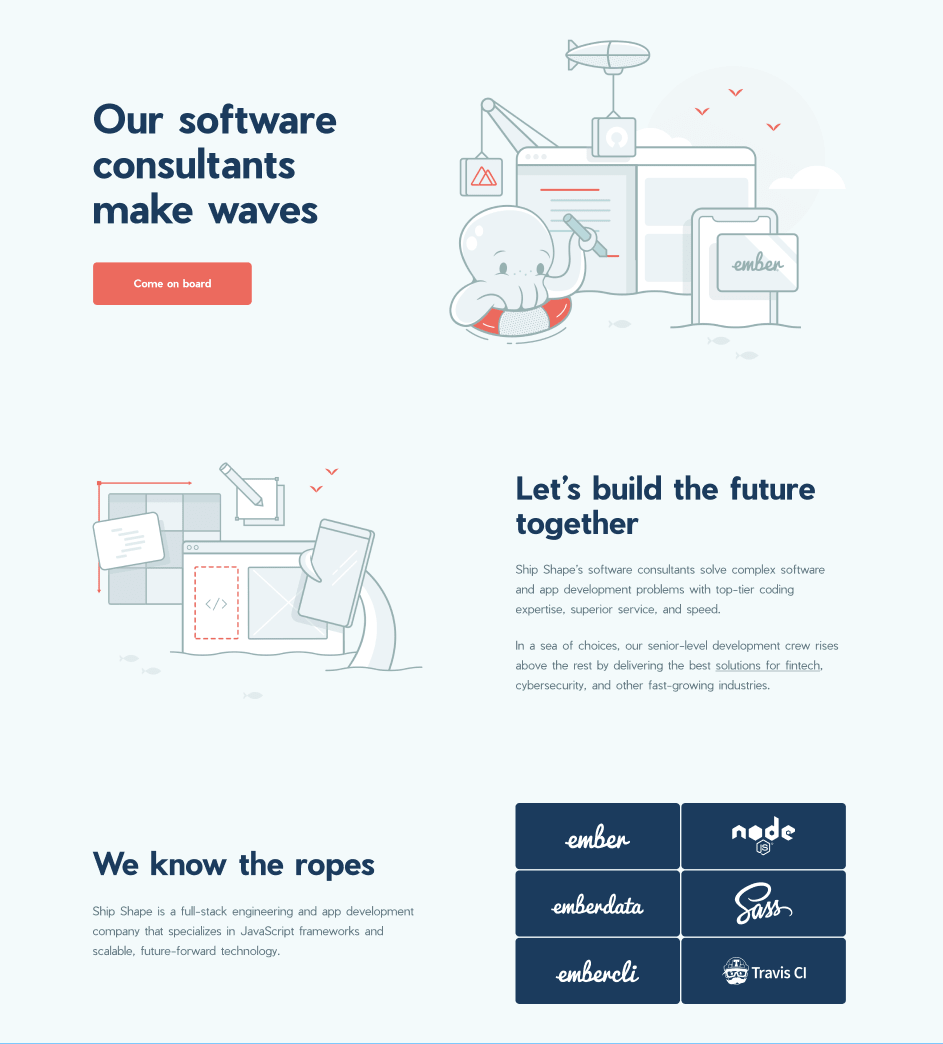 Our software
consultants
make waves
Come on board
ember
Let's build the future
together
</>
Ship Shape's software consultants solve complex software
and app development problems with top-tier coding
expertise, superior service, and speed.
In a sea of choices, our senior-level development crew rises
above the rest by delivering the best solutions for fintech,
cybersecurity, and other fast-growing industries.
We know the ropes
Ship Shape is a full-stack engineering and app development
company that specializes in JavaScript frameworks and
scalable, future-forward technology.
ember
node
JS
emberdata
Sass
embercli
T
Travis CI